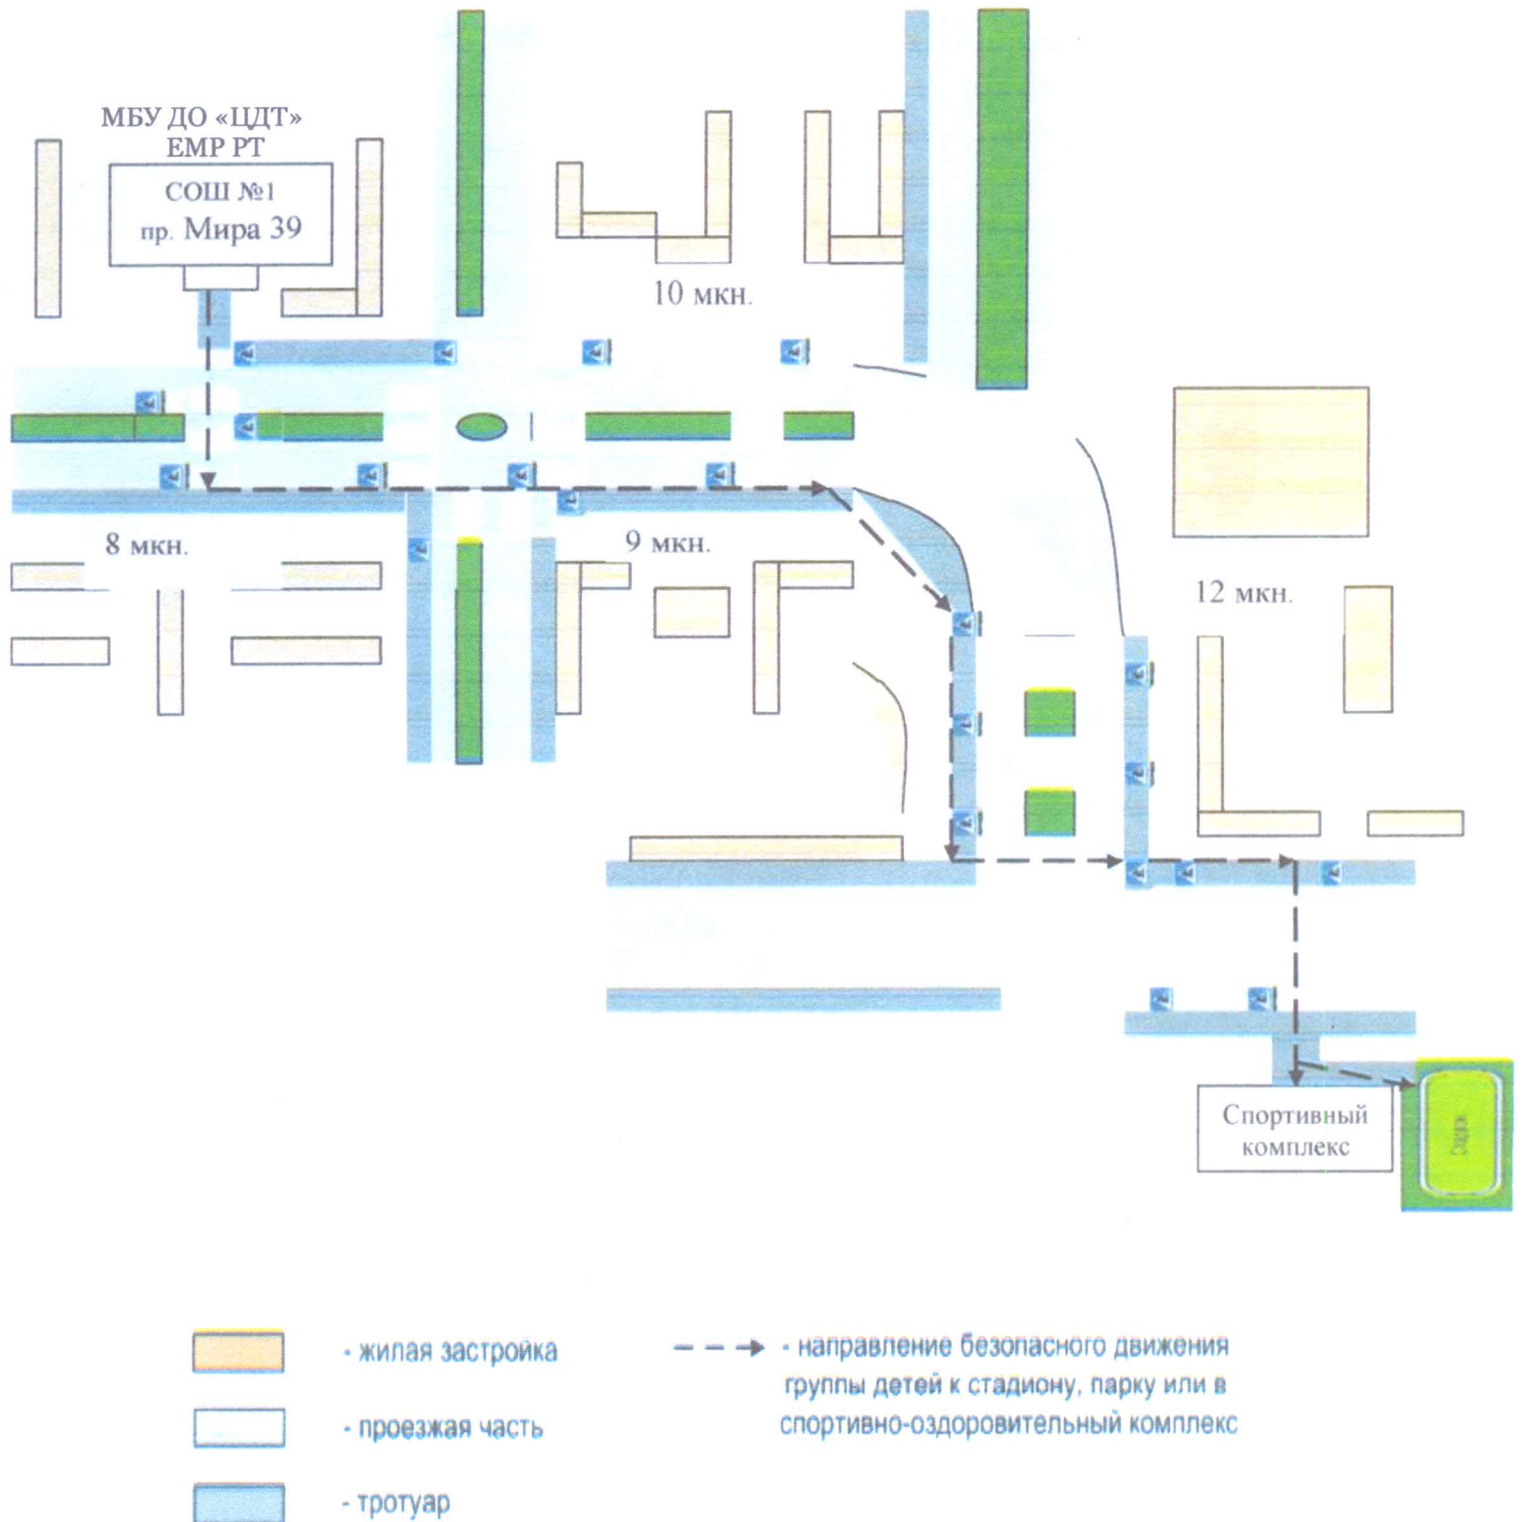 МБУ ДО «ЦДТ»
ЕМР РТ
СОШ №1
пр. Мира 39
10 мкн.
8 мкн.
9 мкн.
12 мкн.
Спортивный
комплекс
- жилая застройка
- проезжая часть
- тротуар
- направление безопасного движения
группы детей к стадиону, парку или в
спортивно-оздоровительный комплекс